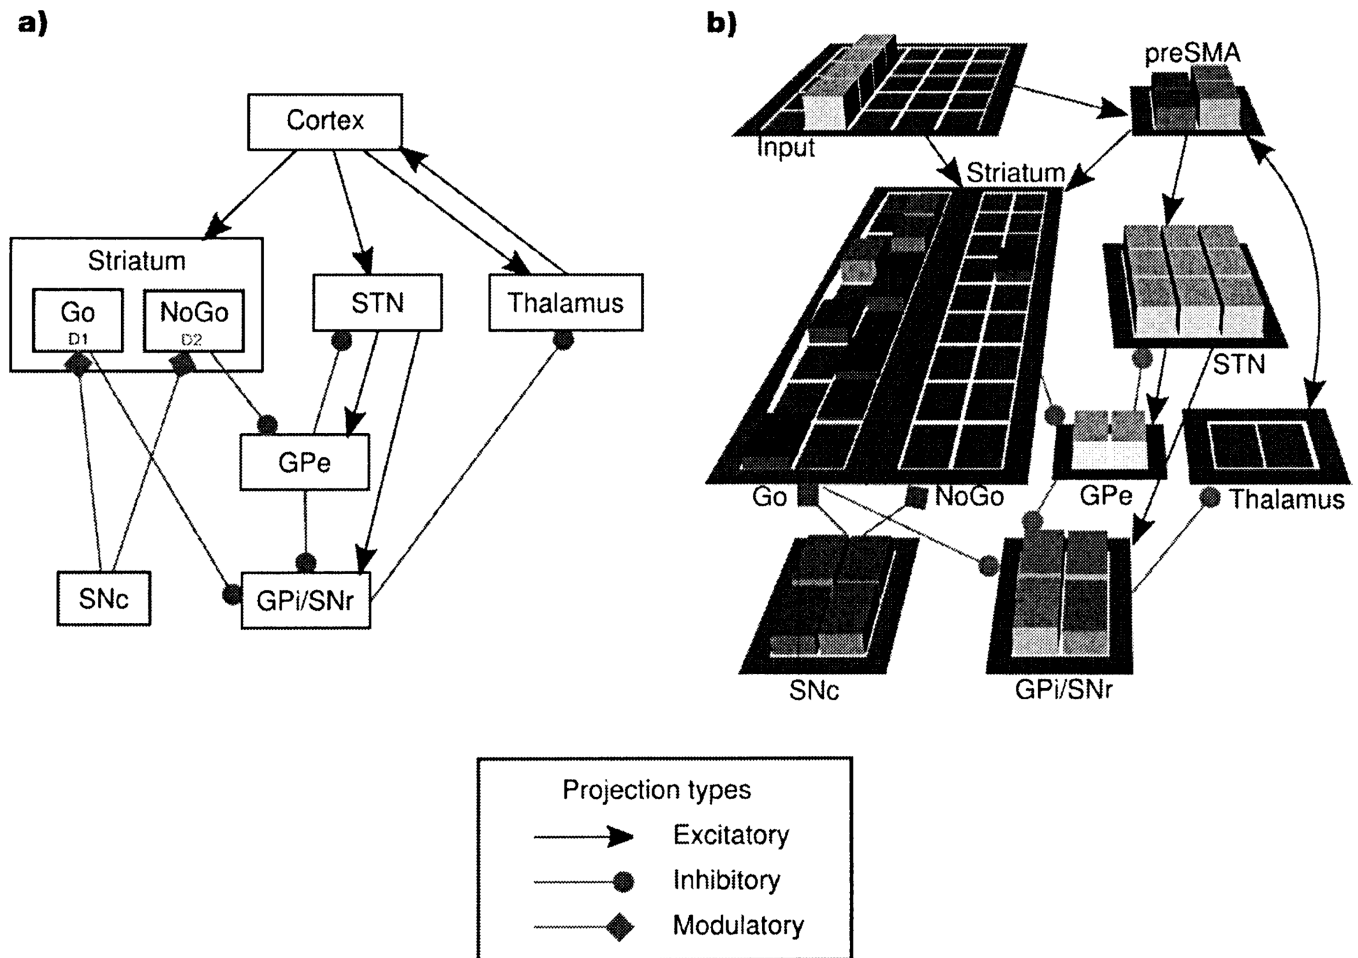 a)
Cortex
Striatum
Go
D1
NoGo
D2
STN
Thalamus
GPe
SNc
GPi/SNr
b)
preSMA
Input
Striatum
STN
Go
NoGo
GPe
Thalamus
SNc
GPi/SNr
Projection types
Excitatory
Inhibitory
Modulatory